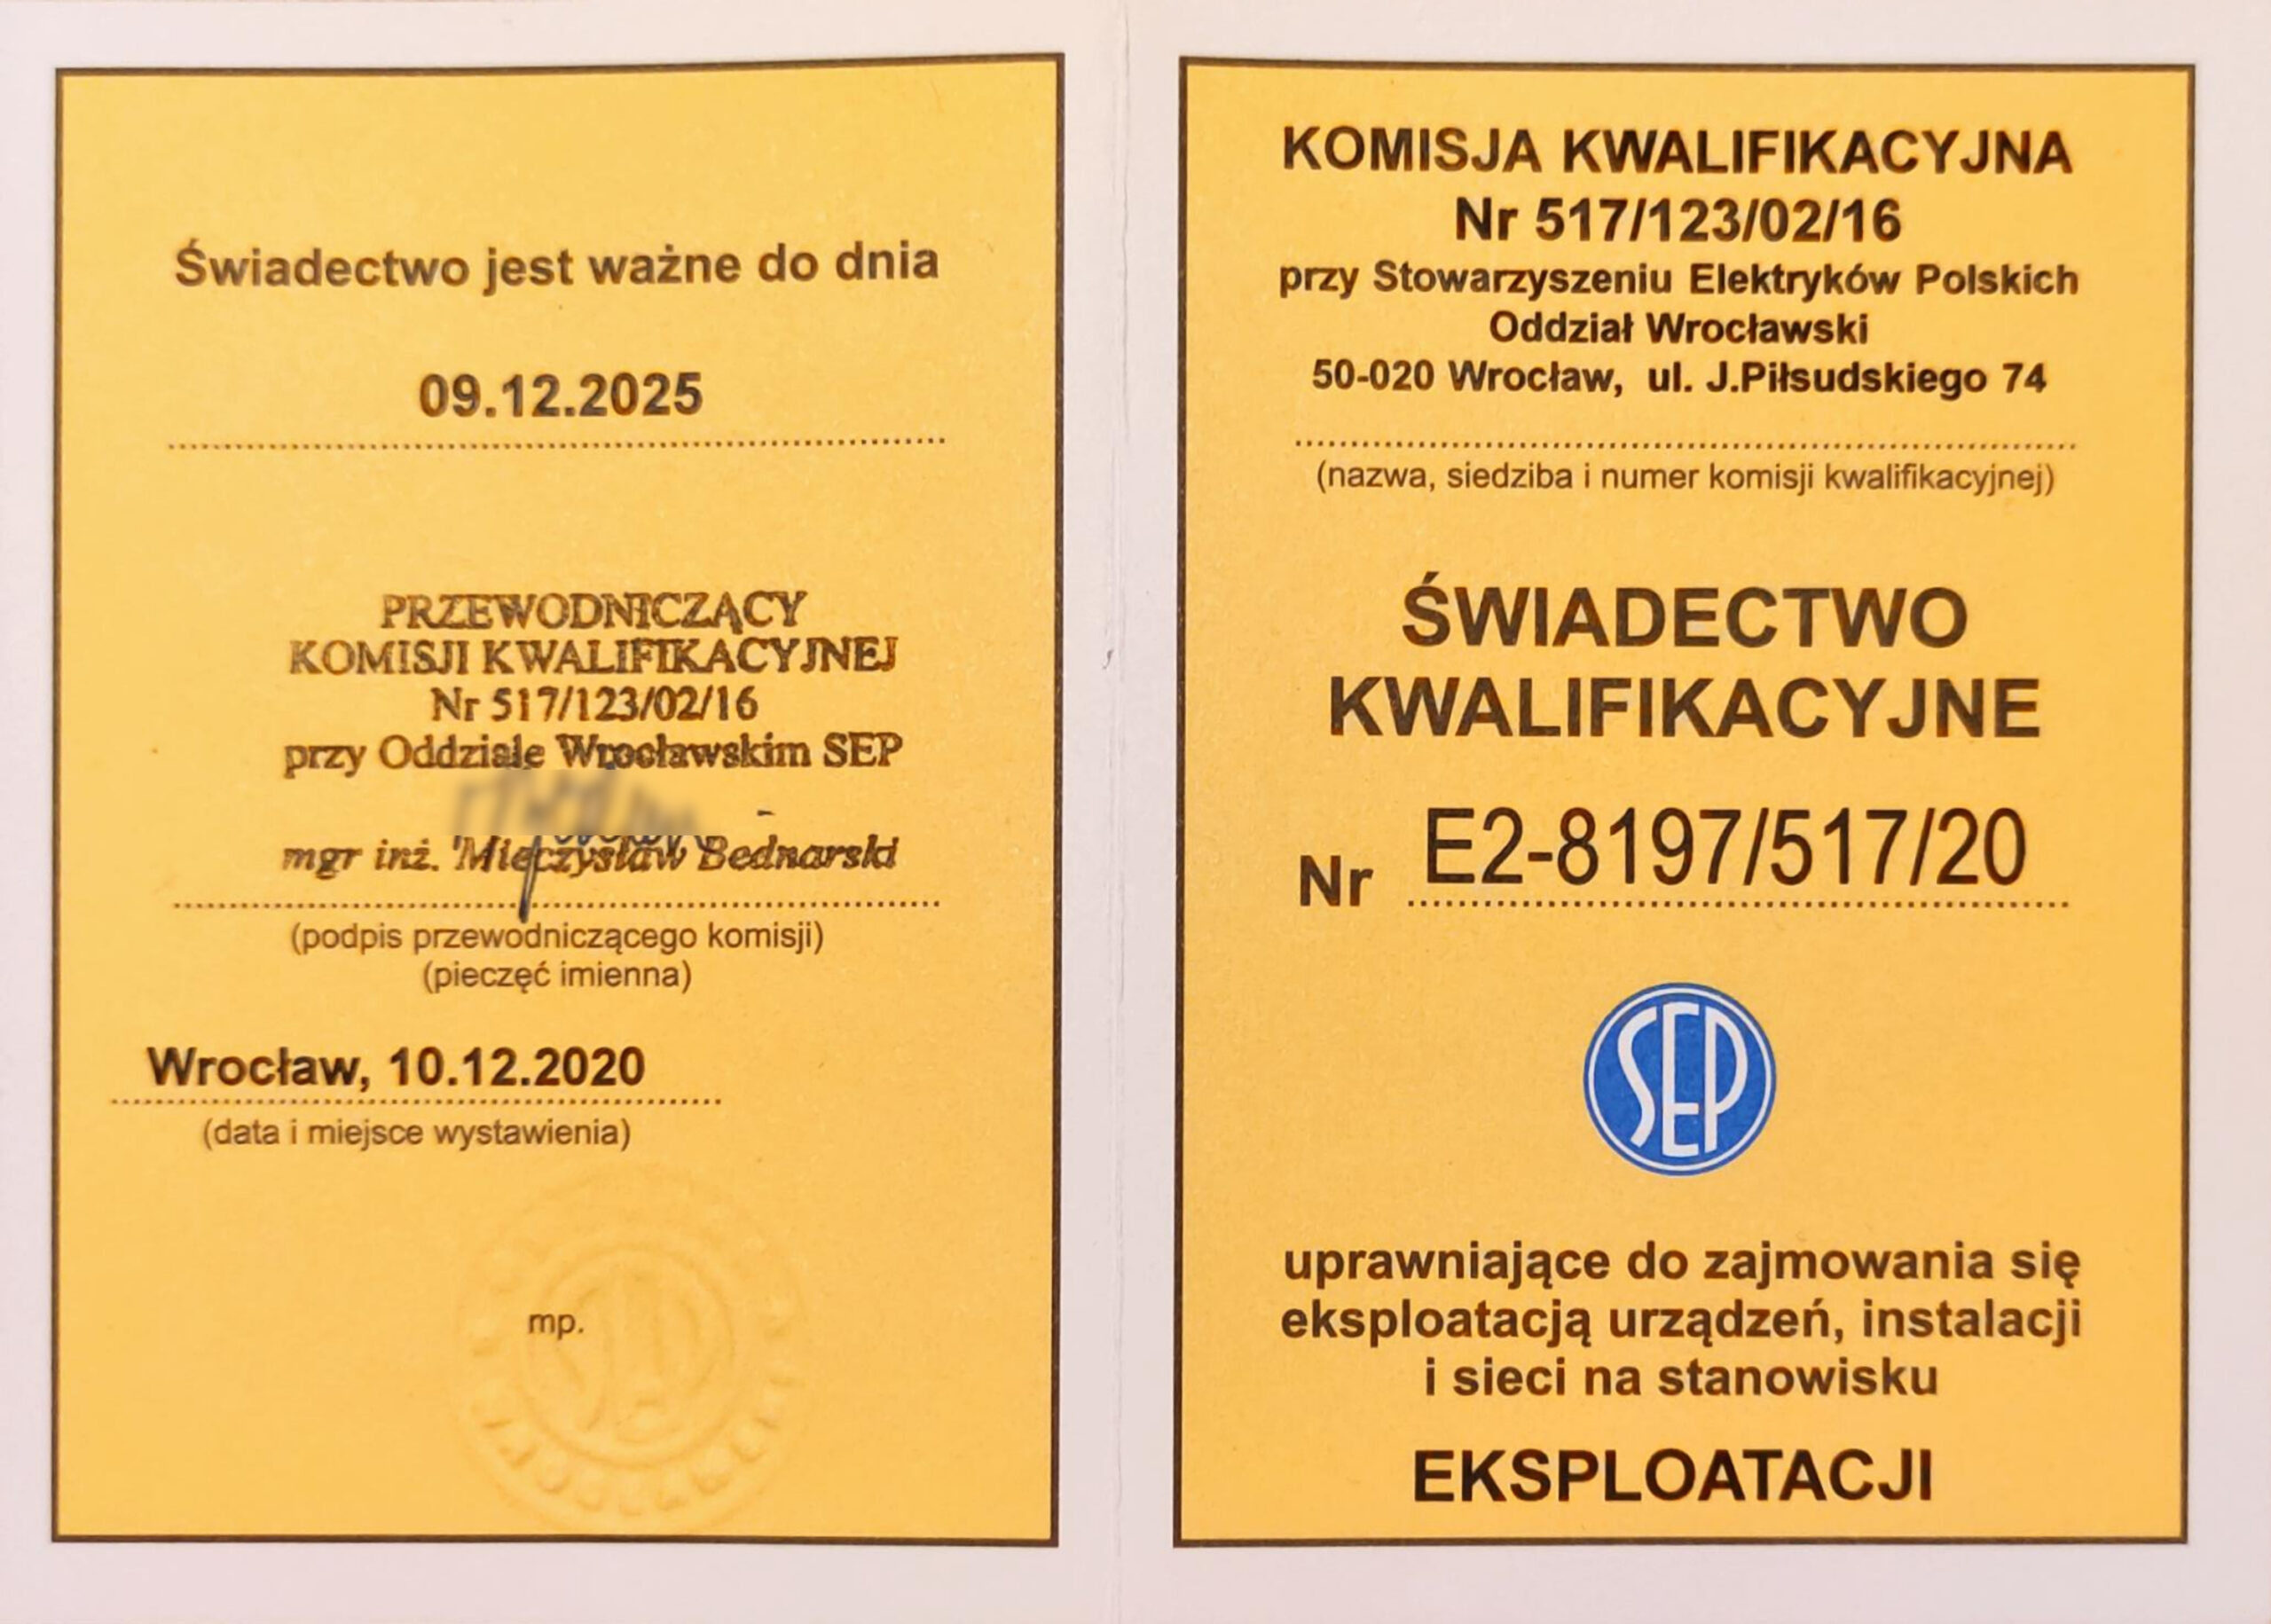 Świadectwo jest ważne do dnia
09.12.2025
PRZEWODNICZĄCY
KOMISJI KWALIFIKACYJNEJ
Nr 517/123/02/16
przy Oddziale Wrocławskim SEP
mgr inż. Mieczysław Bednarski
(podpis przewodniczącego komisji)
(pieczęć imienna)
Wrocław, 10.12.2020
(data i miejsce wystawienia)
mp.
KOMISJA KWALIFIKACYJNA
Nr 517/123/02/16
przy Stowarzyszeniu Elektryków Polskich
Oddział Wrocławski
50-020 Wrocław, ul. J.Piłsudskiego 74
(nazwa, siedziba i numer komisji kwalifikacyjnej)
ŚWIADECTWO
KWALIFIKACYJNE
Nr E2-8197/517/20
SEP
uprawniające do zajmowania się
eksploatacją urządzeń, instalacji
i sieci na stanowisku
EKSPLOATACJI